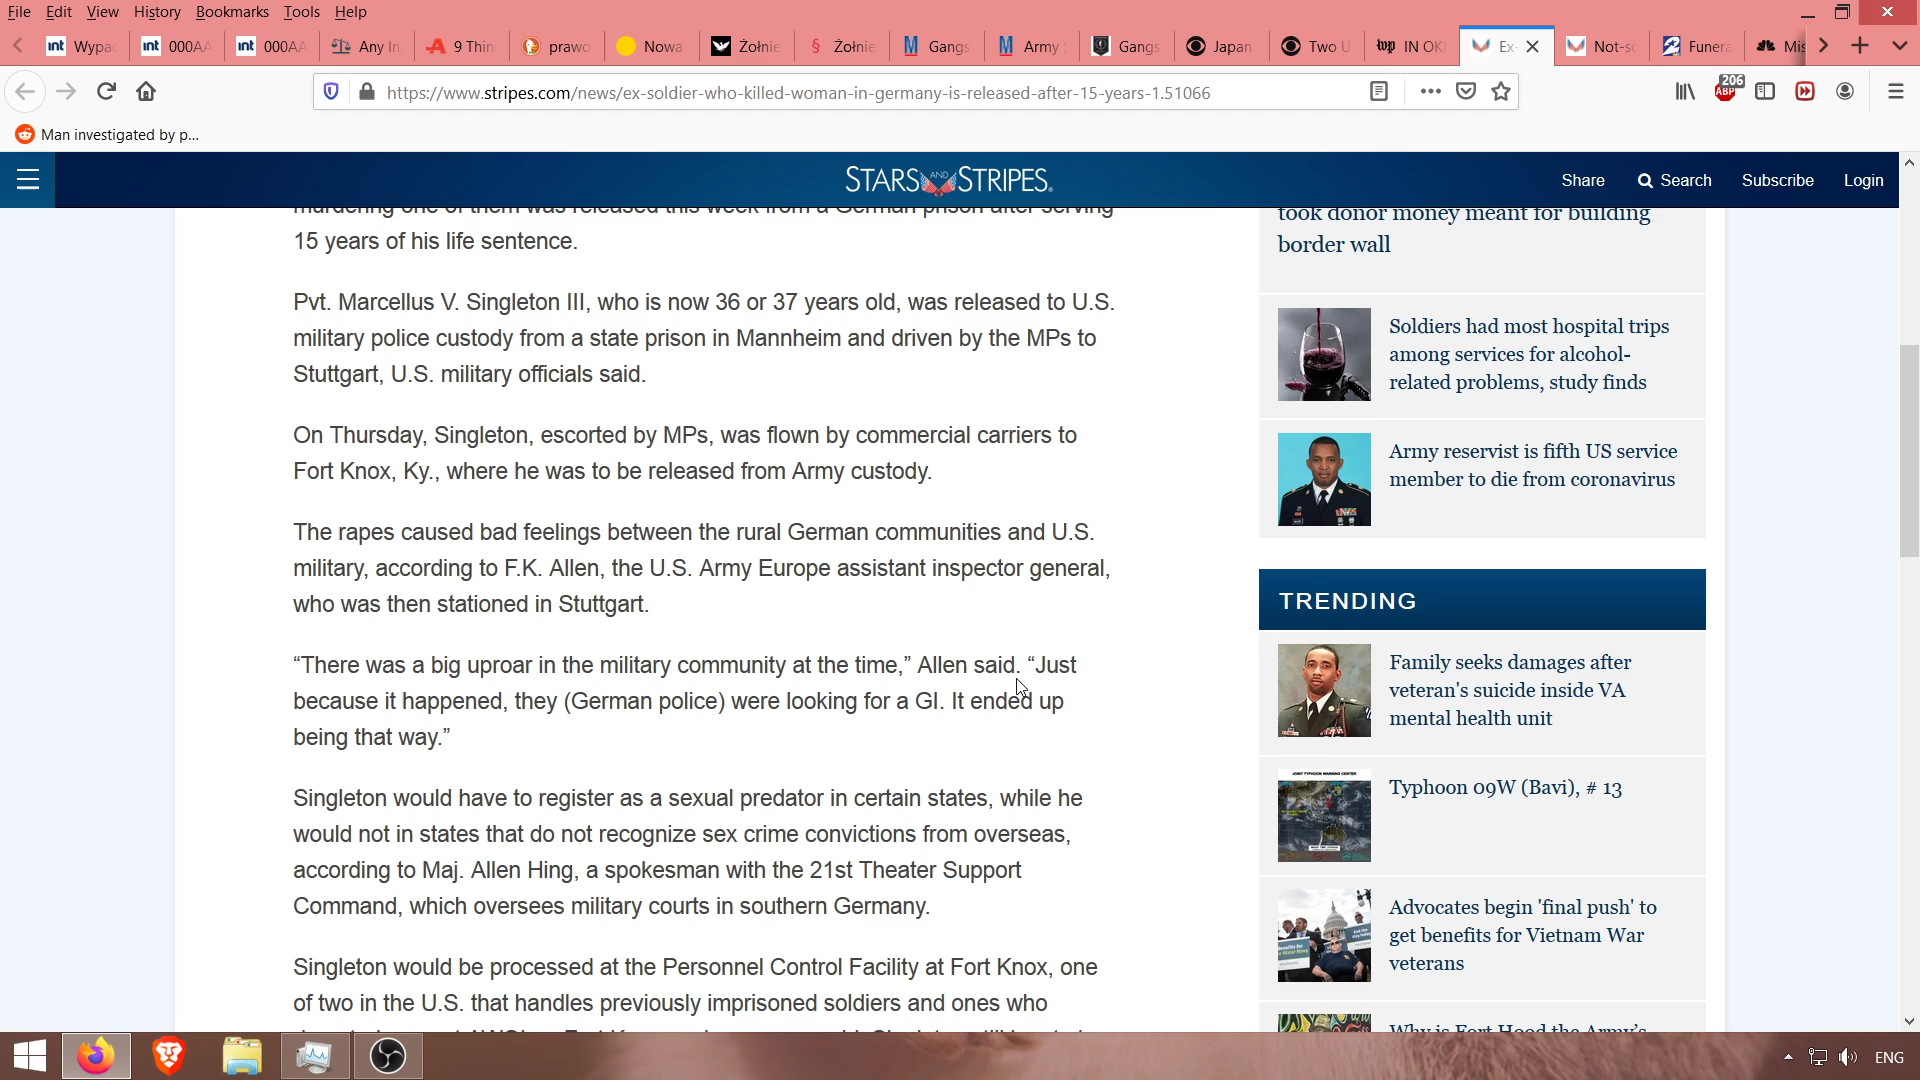 File Edit View History Bookmarks Tools Help
int Wypa
int 000AA
int 000AA
Any In
9 Thin
prawo
Nowa
Żołnie
§ Żołnie
M Gangs
M Army
Gangs
Japan
Two U
wp IN OK
Ex-
Not-so
Funera
Mis
https://www.stripes.com/news/ex-soldier-who-killed-woman-in-germany-is-released-after-15-years-1.51066
206
ABP
Man investigated by p...
STARS AND STRIPES.
Share Search Subscribe Login
murdering one of them was released this week from a German prison after serving
15 years of his life sentence.
Pvt. Marcellus V. Singleton III, who is now 36 or 37 years old, was released to U.S.
military police custody from a state prison in Mannheim and driven by the MPs to
Stuttgart, U.S. military officials said.
On Thursday, Singleton, escorted by MPs, was flown by commercial carriers to
Fort Knox, Ky., where he was to be released from Army custody.
The rapes caused bad feelings between the rural German communities and U.S.
military, according to F.K. Allen, the U.S. Army Europe assistant inspector general,
who was then stationed in Stuttgart.
“There was a big uproar in the military community at the time,” Allen said. “Just
because it happened, they (German police) were looking for a GI. It ended up
being that way.”
Singleton would have to register as a sexual predator in certain states, while he
would not in states that do not recognize sex crime convictions from overseas,
according to Maj. Allen Hing, a spokesman with the 21st Theater Support
Command, which oversees military courts in southern Germany.
Singleton would be processed at the Personnel Control Facility at Fort Knox, one
of two in the U.S. that handles previously imprisoned soldiers and ones who
took donor money meant for building
border wall
Soldiers had most hospital trips
among services for alcohol-
related problems, study finds
Army reservist is fifth US service
member to die from coronavirus
TRENDING
Family seeks damages after
veteran's suicide inside VA
mental health unit
JOINT TYPHOON WARNING CENTER
Typhoon 09W (Bavi), # 13
Advocates begin 'final push' to
get benefits for Vietnam War
veterans
Why is Fort Hood the Army's
ENG